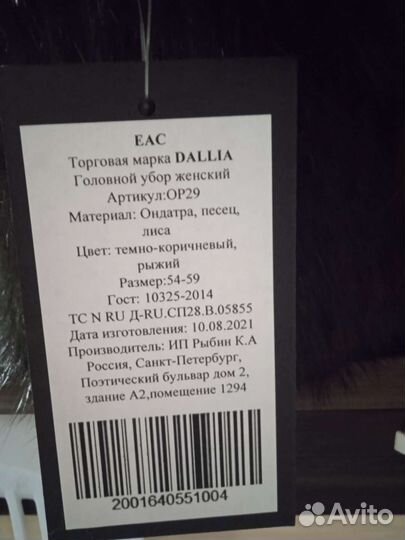 EAC
Торговая марка DALLIA
Головной убор женский
Артикул:ОР29
Материал: Ондатра, песец,
лиса
Цвет: темно-коричневый,
рыжий
Размер:54-59
Гост: 10325-2014
ТС N RU Д-RU.СП28.В.05855
Дата изготовления: 10.08.2021
Производитель: ИП Рыбин К.А
Россия, Санкт-Петербург,
Поэтический бульвар дом 2,
здание А2,помещение 1294
2001640551004
Avito